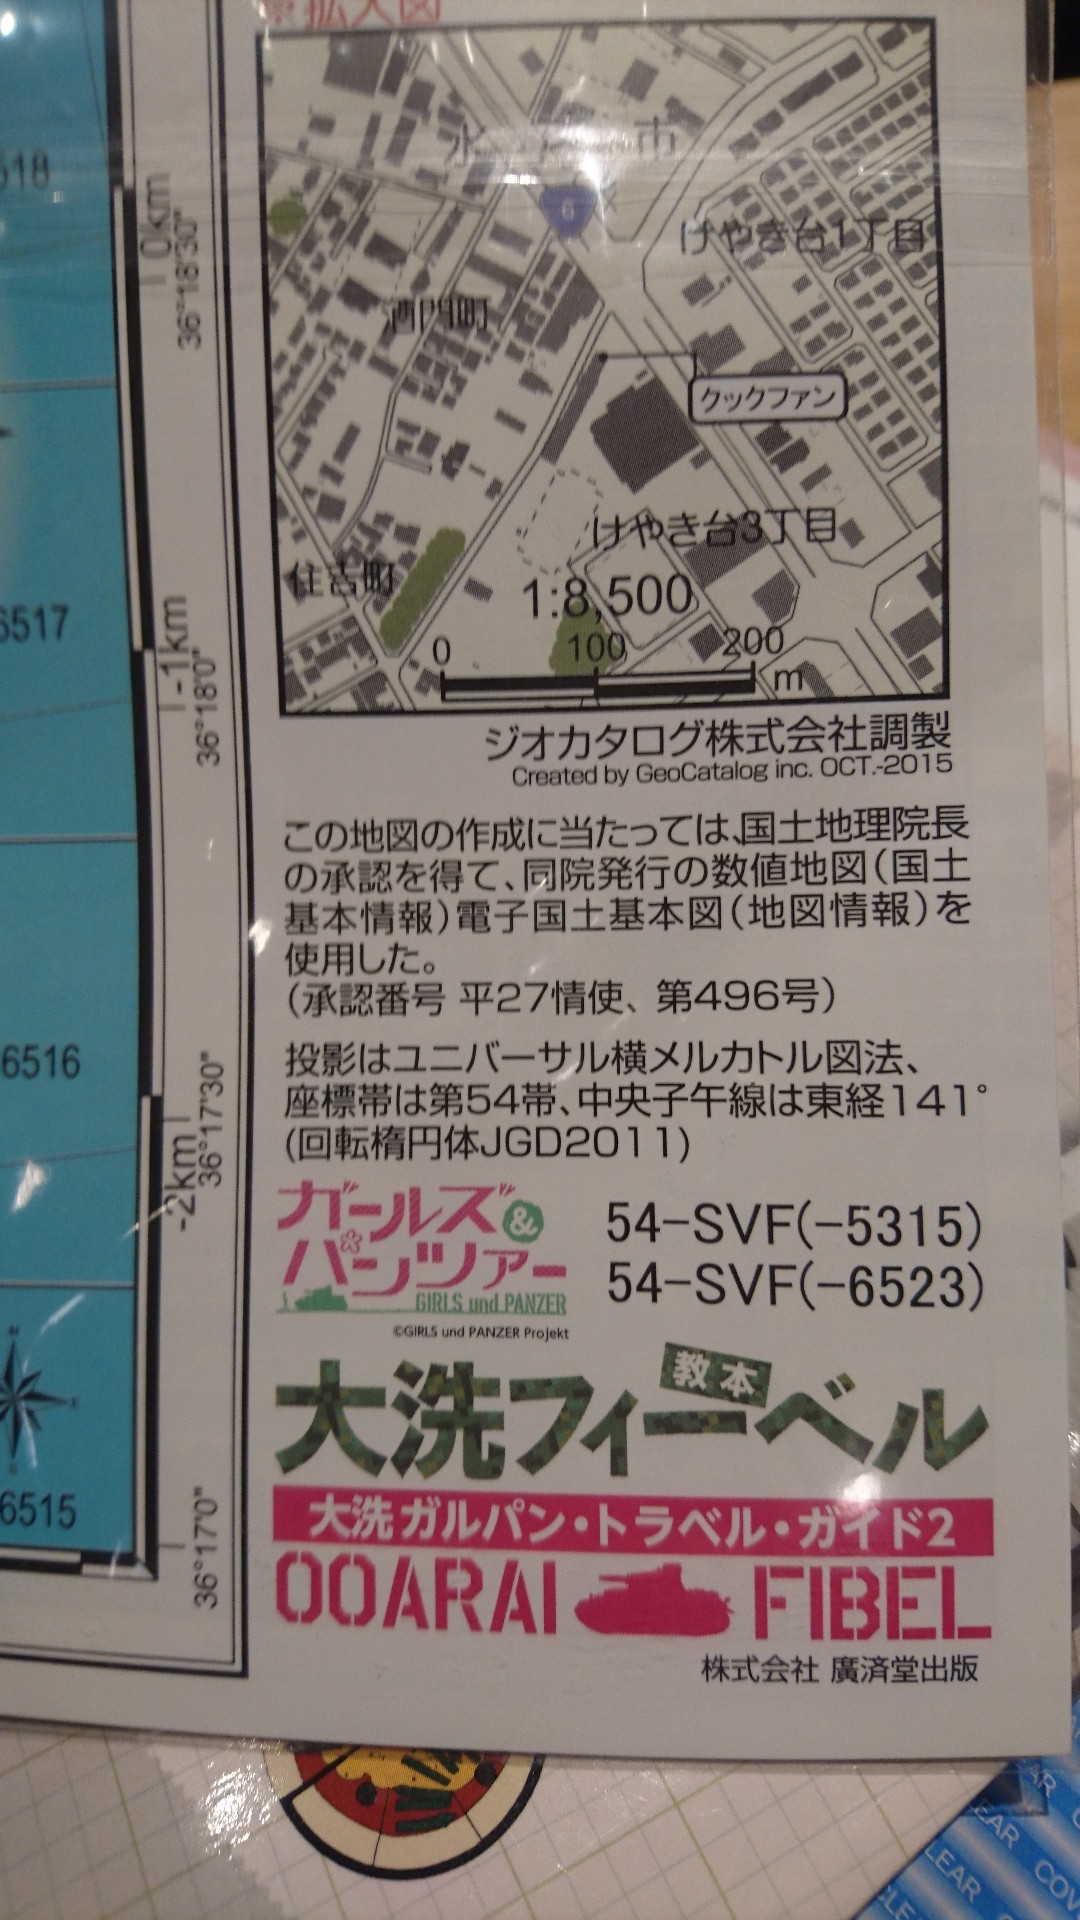 拡大図
水戸市
6
けやき台1丁目
酒門町
クックファン
けやき台3丁目
住吉町
1:8,500
0 100 200 m
ジオカタログ株式会社調製
Created by GeoCatalog inc. OCT.-2015
この地図の作成に当たっては、国土地理院長
の承認を得て、同院発行の数値地図（国土
基本情報）電子国土基本図（地図情報）を
使用した。
（承認番号 平27情使、第496号）
投影はユニバーサル横メルカトル図法、
座標帯は第54帯、中央子午線は東経141°
(回転楕円体JGD2011)
ガールズ&
パンツァー
GIRLS und PANZER
©GIRLS und PANZER Projekt
54-SVF(-5315)
54-SVF(-6523)
教本
大洗フィーベル
大洗ガルパン・トラベル・ガイド2
OOARAI FIBEL
株式会社 廣済堂出版
6517
6516
6515
0km
36°18'30"
-1km
36°18'0"
-2km
36°17'30"
36°17'0"
CLEAR COV